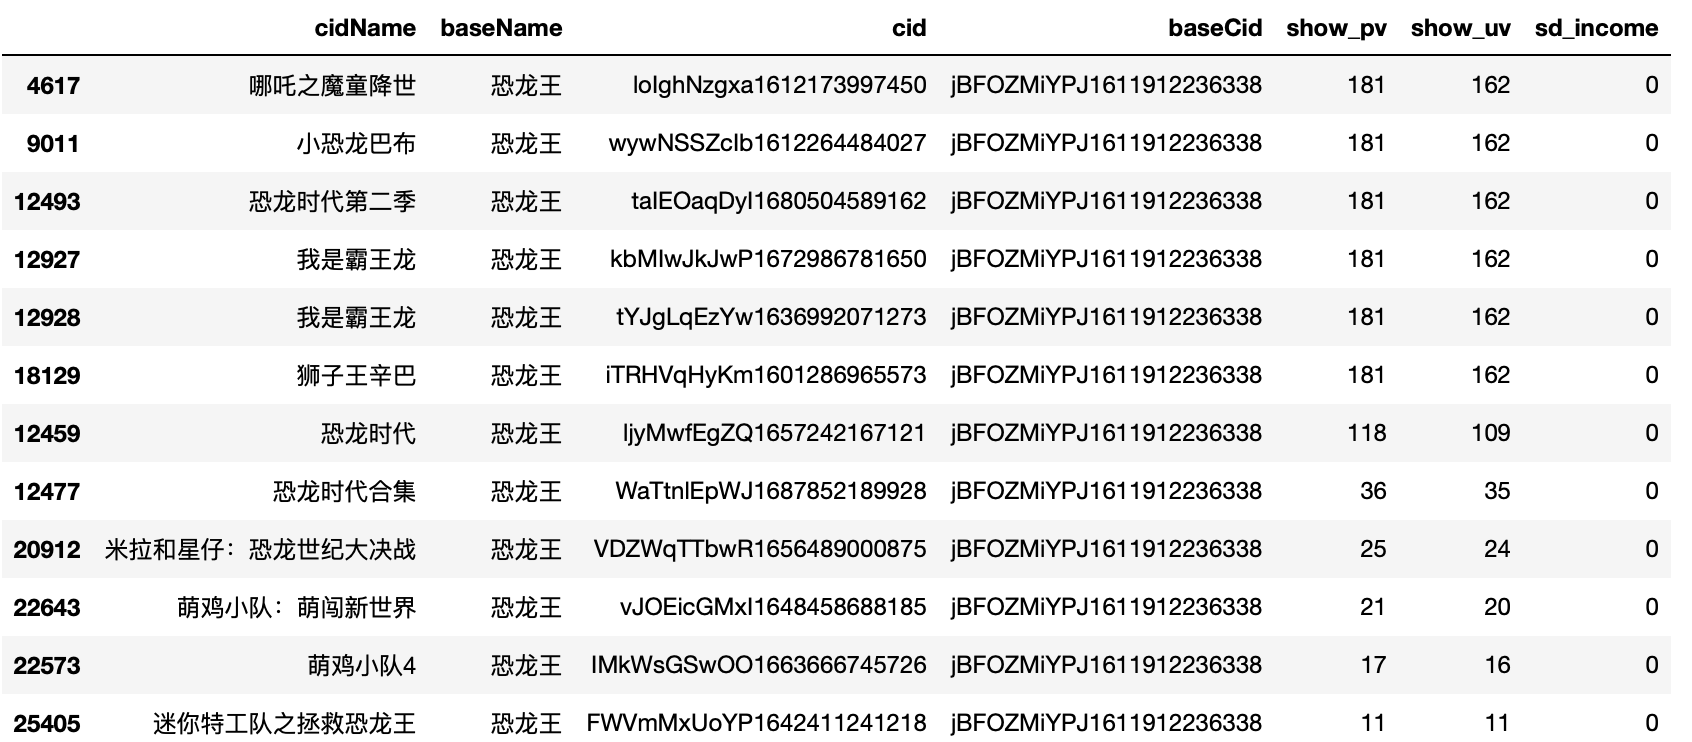 cidName baseName cid baseCid show_pv show_uv sd_income
4617 哪吒之魔童降世 恐龙王 loIghNzgxa1612173997450 jBFOZMiYPJ1611912236338 181 162 0
9011 小恐龙巴布 恐龙王 wywNSSZcIb1612264484027 jBFOZMiYPJ1611912236338 181 162 0
12493 恐龙时代第二季 恐龙王 taIEOaqDyI1680504589162 jBFOZMiYPJ1611912236338 181 162 0
12927 我是霸王龙 恐龙王 kbMIwJkJwP1672986781650 jBFOZMiYPJ1611912236338 181 162 0
12928 我是霸王龙 恐龙王 tYJgLqEzYw1636992071273 jBFOZMiYPJ1611912236338 181 162 0
18129 狮子王辛巴 恐龙王 iTRHVqHyKm1601286965573 jBFOZMiYPJ1611912236338 181 162 0
12459 恐龙时代 恐龙王 ljyMwfEgZQ1657242167121 jBFOZMiYPJ1611912236338 118 109 0
12477 恐龙时代合集 恐龙王 WaTtnlEpWJ1687852189928 jBFOZMiYPJ1611912236338 36 35 0
20912 米拉和星仔：恐龙世纪大决战 恐龙王 VDZWqTTbwR1656489000875 jBFOZMiYPJ1611912236338 25 24 0
22643 萌鸡小队：萌闯新世界 恐龙王 vJOEicGMxI1648458688185 jBFOZMiYPJ1611912236338 21 20 0
22573 萌鸡小队4 恐龙王 IMkWsGSwOO1663666745726 jBFOZMiYPJ1611912236338 17 16 0
25405 迷你特工队之拯救恐龙王 恐龙王 FWVmMxUoYP1642411241218 jBFOZMiYPJ1611912236338 11 11 0